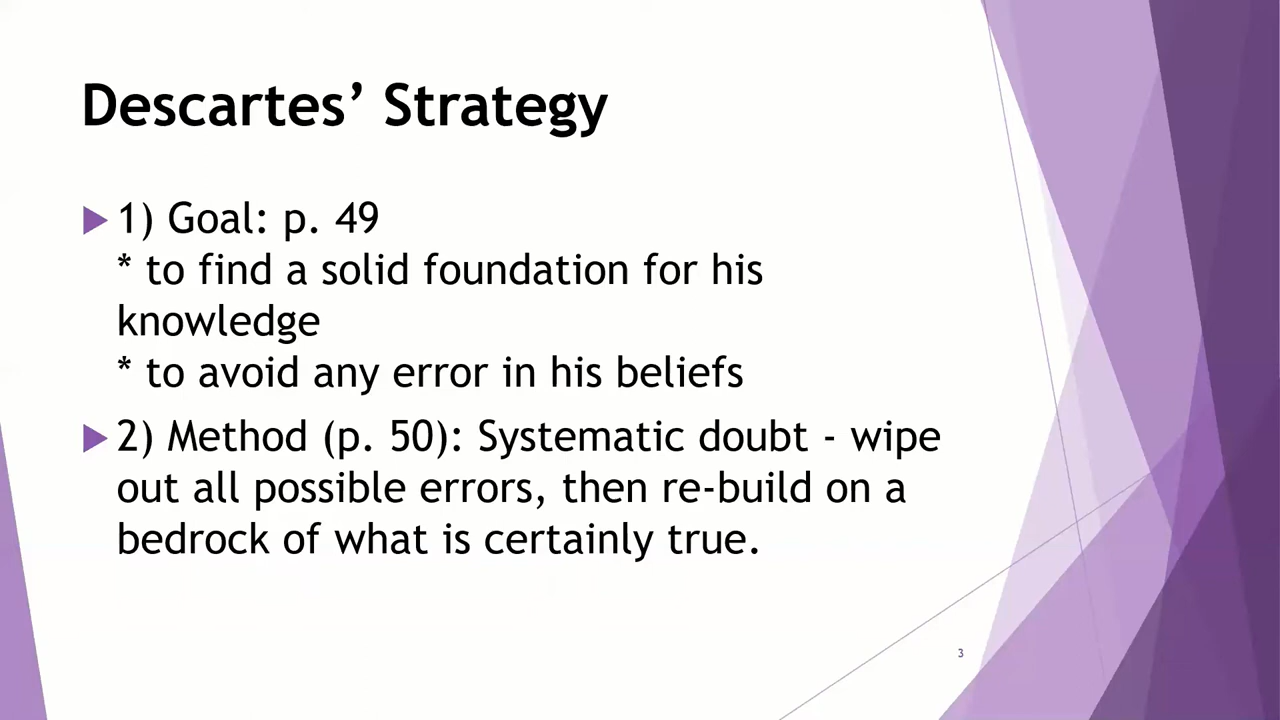 Descartes’ Strategy
1) Goal: p. 49
* to find a solid foundation for his
knowledge
* to avoid any error in his beliefs
2) Method (p. 50): Systematic doubt - wipe
out all possible errors, then re-build on a
bedrock of what is certainly true.
3